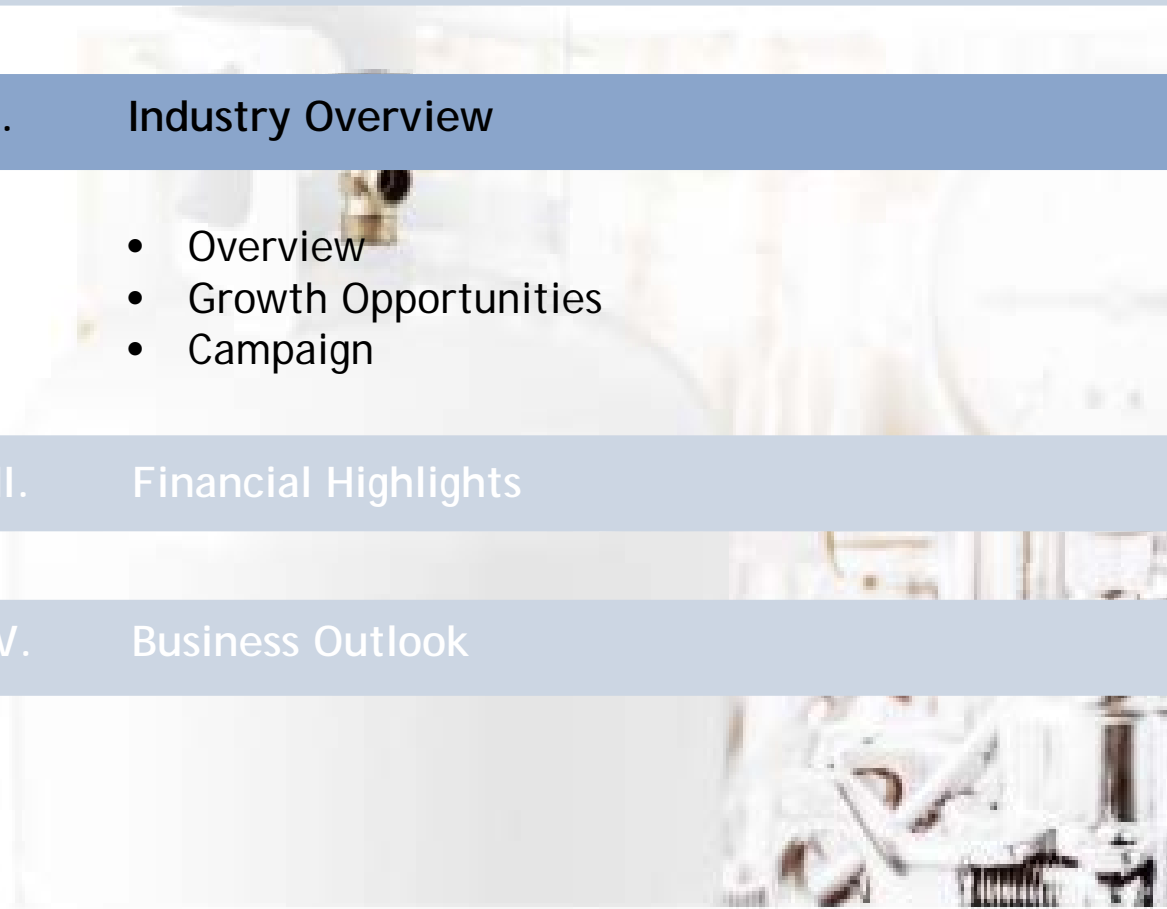 . Industry Overview
• Overview
• Growth Opportunities
• Campaign
I. Financial Highlights
V. Business Outlook